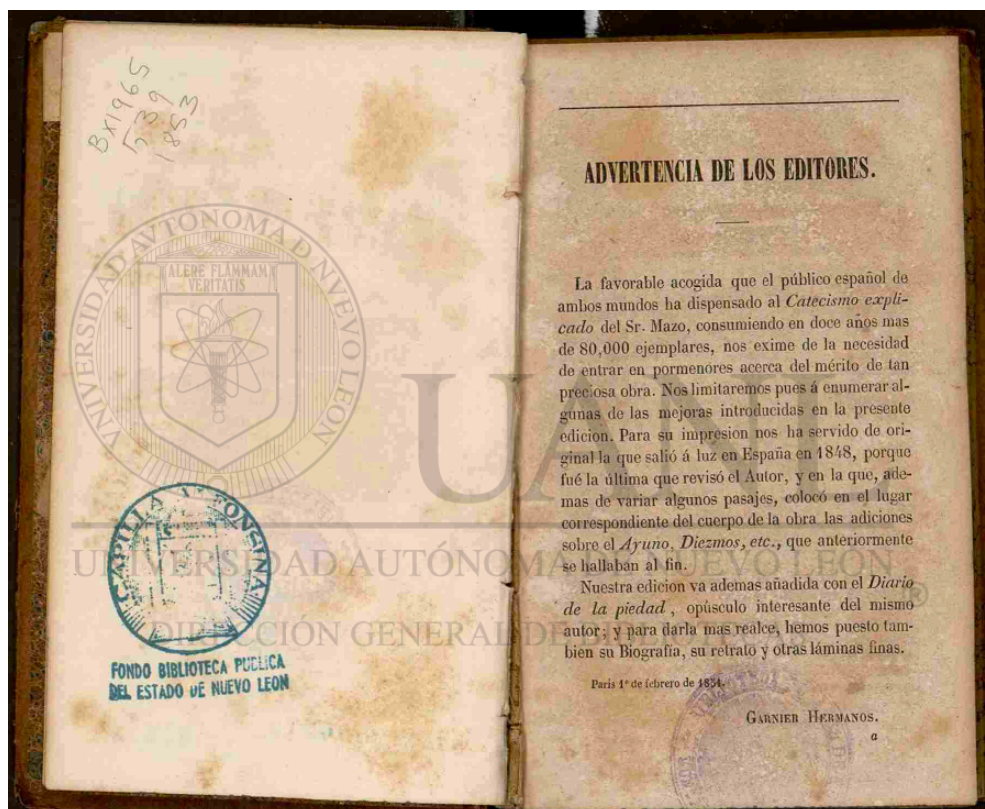 BX1965
539
1853
UNIVERSIDAD AUTONOMA DE NUEVO LEON
ALERE FLAMMAM
VERITATIS
CAPILLA ALFONSINA
FONDO BIBLIOTECA PUBLICA
DEL ESTADO DE NUEVO LEON
UANL
UNIVERSIDAD AUTÓNOMA DE NUEVO LEÓN
®
DIRECCIÓN GENERAL DE BIBLIOTECAS
ADVERTENCIA DE LOS EDITORES.
La favorable acogida que el público español de
ambos mundos ha dispensado al Catecismo expli-
cado del Sr. Mazo, consumiendo en doce años mas
de 80,000 ejemplares, nos exime de la necesidad
de entrar en pormenores acerca del mérito de tan
preciosa obra. Nos limitaremos pues á enumerar al-
gunas de las mejoras introducidas en la presente
edicion. Para su impresion nos ha servido de ori-
ginal la que salió á luz en España en 1848, porque
fué la última que revisó el Autor, y en la que, ade-
mas de variar algunos pasajes, colocó en el lugar
correspondiente del cuerpo de la obra las adiciones
sobre el Ayuno, Diezmos, etc., que anteriormente
se hallaban al fin.
Nuestra edicion va ademas añadida con el Diario
de la piedad, opúsculo interesante del mismo
autor; y para darla mas realce, hemos puesto tam-
bien su Biografía, su retrato y otras láminas finas.
Paris 1º de febrero de 1851.
GARNIER HERMANOS.
a